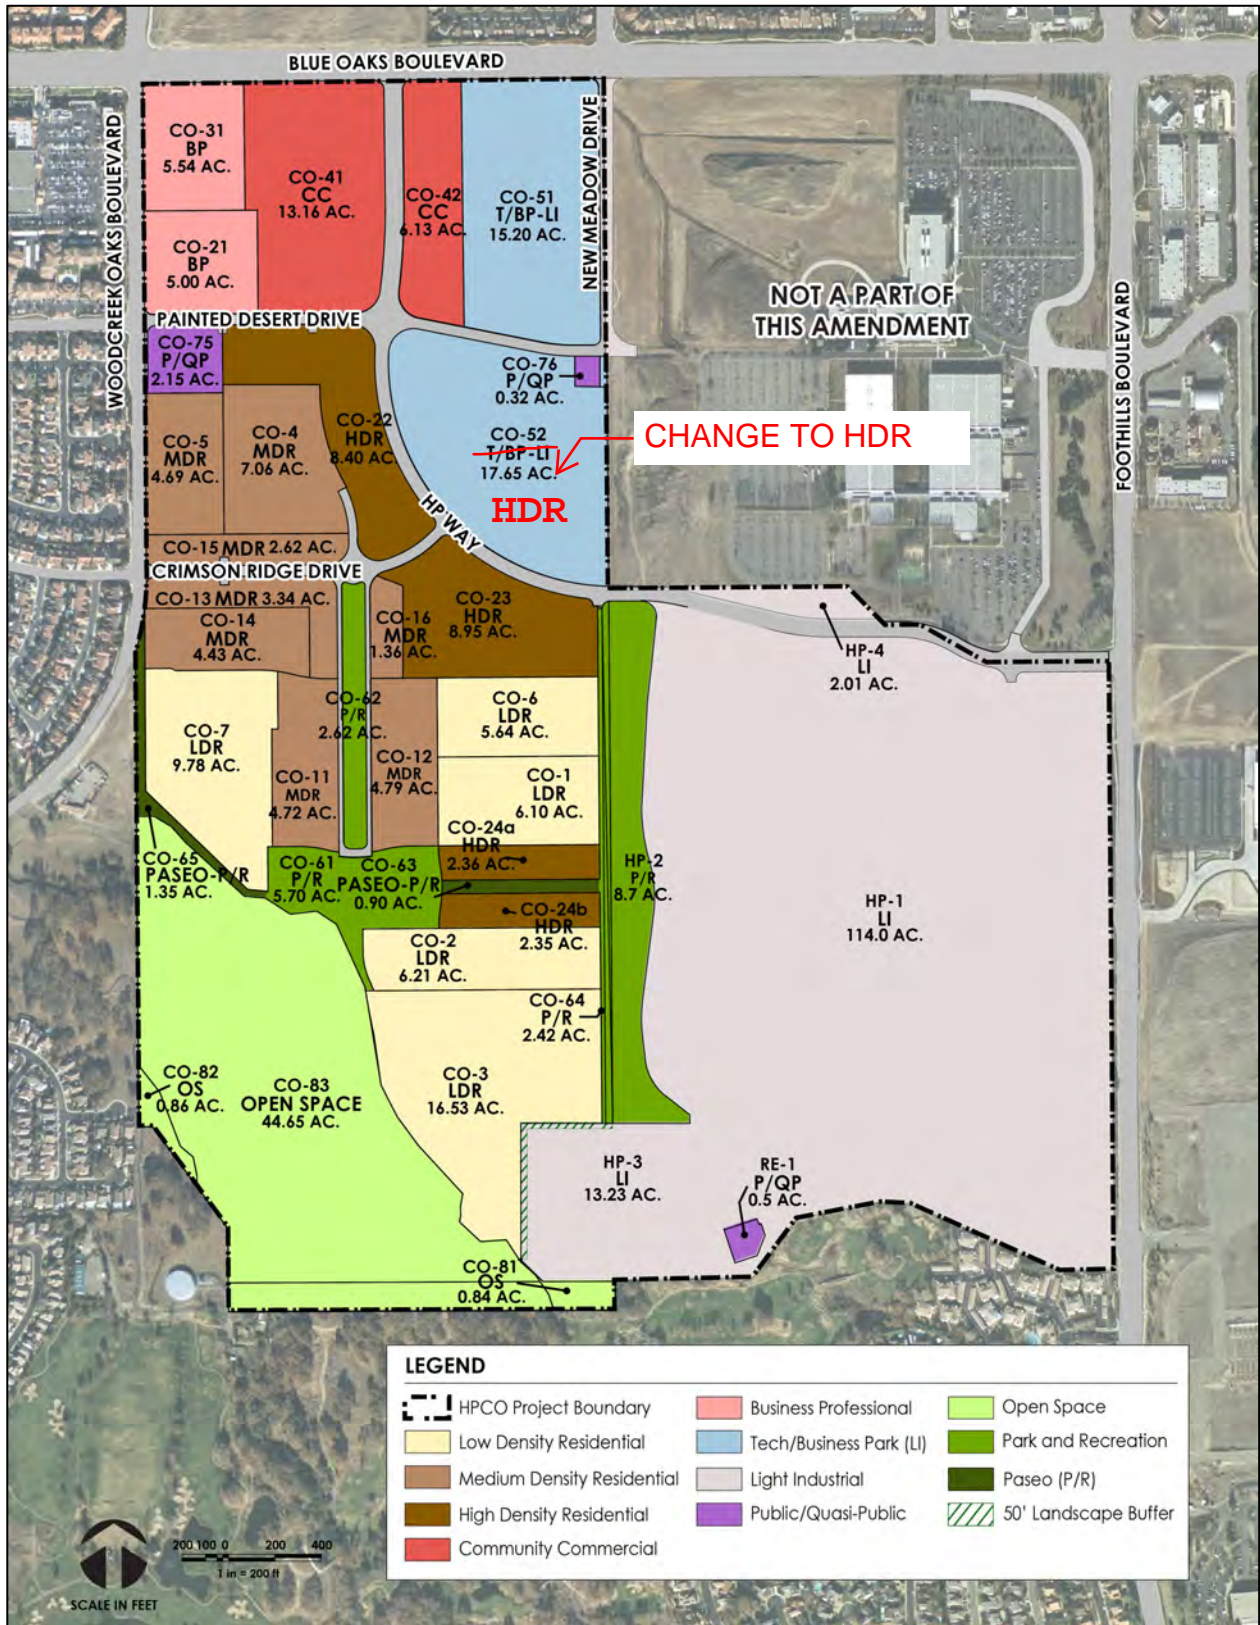 BLUE OAKS BOULEVARD
WOODCREEK OAKS BOULEVARD
NEW MEADOW DRIVE
FOOTHILLS BOULEVARD
CO-31
BP
5.54 AC.
CO-41
CC
13.16 AC.
CO-42
CC
6.13 AC.
CO-51
T/BP-LI
15.20 AC.
CO-21
BP
5.00 AC.
NOT A PART OF
THIS AMENDMENT
PAINTED DESERT DRIVE
CO-75
P/QP
2.15 AC.
CO-76
P/QP
0.32 AC.
CO-22
HDR
8.40 AC.
CO-5
MDR
4.69 AC.
CO-4
MDR
7.06 AC.
CO-52
T/BP-LI
17.65 AC.
CHANGE TO HDR
HDR
HP WAY
CO-15 MDR 2.62 AC.
CRIMSON RIDGE DRIVE
CO-13 MDR 3.34 AC.
CO-14
MDR
4.43 AC.
CO-16
MDR
1.36 AC.
CO-23
HDR
8.95 AC.
HP-4
LI
2.01 AC.
CO-62
P/R
2.62 AC.
CO-6
LDR
5.64 AC.
CO-7
LDR
9.78 AC.
CO-11
MDR
4.72 AC.
CO-12
MDR
4.79 AC.
CO-1
LDR
6.10 AC.
CO-24a
HDR
2.36 AC.
CO-65
PASEO-P/R
1.35 AC.
CO-61
P/R
5.70 AC.
CO-63
PASEO-P/R
0.90 AC.
HP-2
P/R
8.7 AC.
HP-1
LI
114.0 AC.
CO-24b
HDR
2.35 AC.
CO-2
LDR
6.21 AC.
CO-64
P/R
2.42 AC.
CO-82
OS
0.86 AC.
CO-83
OPEN SPACE
44.65 AC.
CO-3
LDR
16.53 AC.
HP-3
LI
13.23 AC.
RE-1
P/QP
0.5 AC.
CO-81
OS
0.84 AC.
LEGEND
HPCO Project Boundary
Low Density Residential
Medium Density Residential
High Density Residential
Community Commercial
Business Professional
Tech/Business Park (LI)
Light Industrial
Public/Quasi-Public
Open Space
Park and Recreation
Paseo (P/R)
50' Landscape Buffer
200 100 0 200 400
1 in = 200 ft
SCALE IN FEET